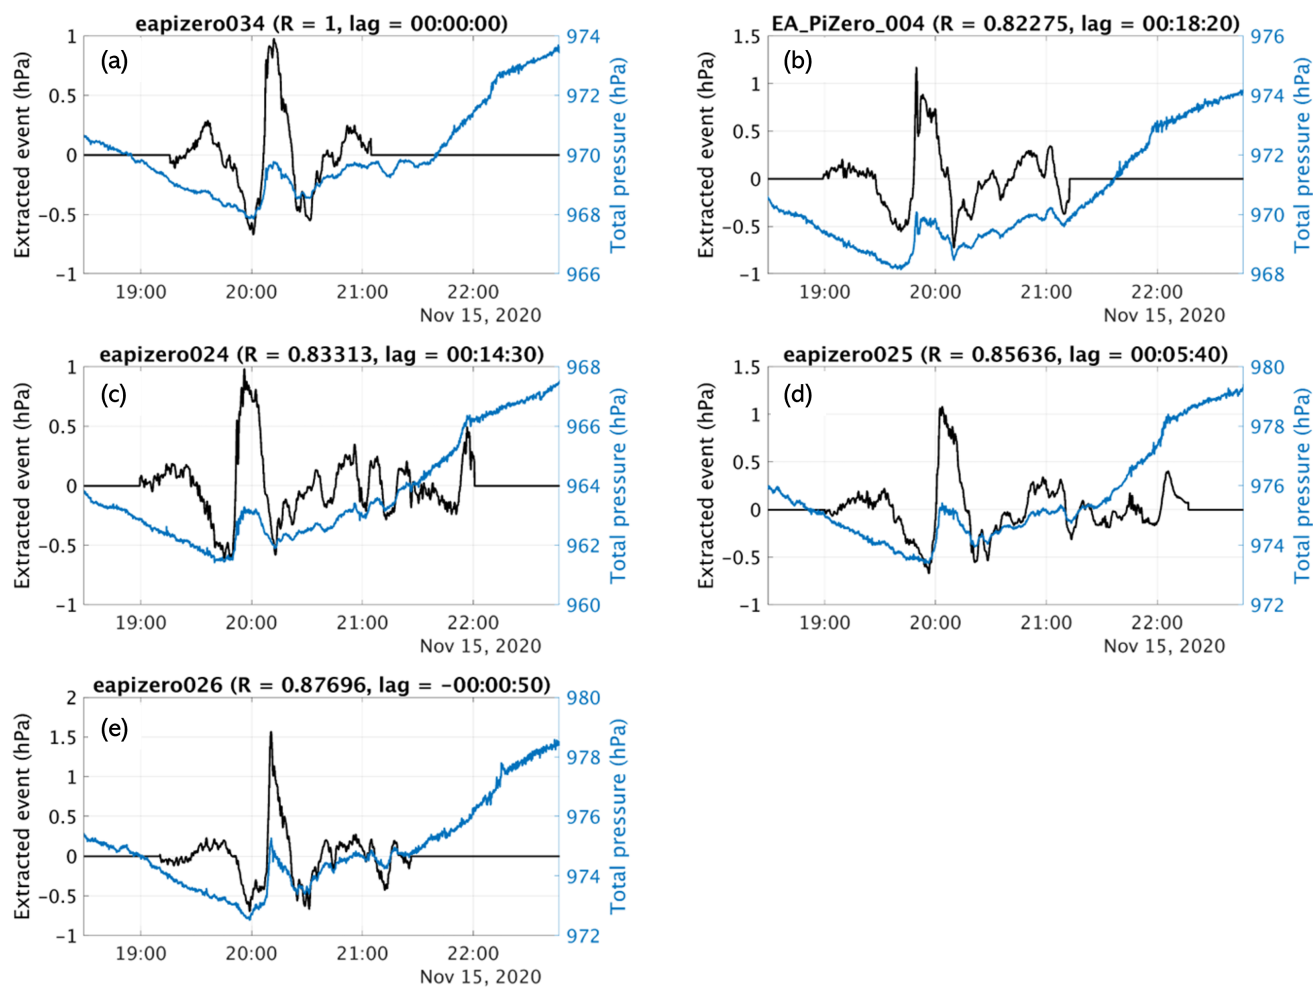 eapizero034 (R = 1, lag = 00:00:00)
(a)
Extracted event (hPa)
1
0.5
0
−0.5
−1
974
972
970
968
966
Total pressure (hPa)
19:00 20:00 21:00 22:00
Nov 15, 2020
EA_PiZero_004 (R = 0.82275, lag = 00:18:20)
(b)
Extracted event (hPa)
1.5
1
0.5
0
−0.5
−1
976
974
972
970
968
Total pressure (hPa)
19:00 20:00 21:00 22:00
Nov 15, 2020
eapizero024 (R = 0.83313, lag = 00:14:30)
(c)
Extracted event (hPa)
1
0.5
0
−0.5
−1
968
966
964
962
960
Total pressure (hPa)
19:00 20:00 21:00 22:00
Nov 15, 2020
eapizero025 (R = 0.85636, lag = 00:05:40)
(d)
Extracted event (hPa)
1.5
1
0.5
0
−0.5
−1
980
978
976
974
972
Total pressure (hPa)
19:00 20:00 21:00 22:00
Nov 15, 2020
eapizero026 (R = 0.87696, lag = −00:00:50)
(e)
Extracted event (hPa)
2
1.5
1
0.5
0
−0.5
−1
980
978
976
974
972
Total pressure (hPa)
19:00 20:00 21:00 22:00
Nov 15, 2020